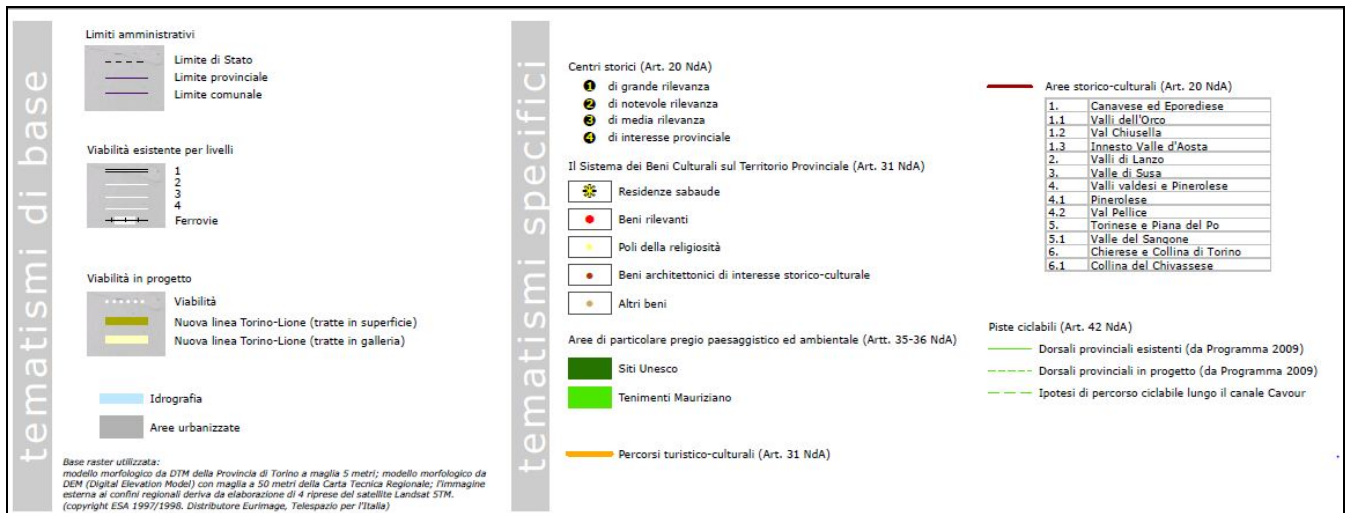 tematismi di base
Limiti amministrativi
Limite di Stato
Limite provinciale
Limite comunale
Viabilità esistente per livelli
1
2
3
4
Ferrovie
Viabilità in progetto
Viabilità
Nuova linea Torino-Lione (tratte in superficie)
Nuova linea Torino-Lione (tratte in galleria)
Idrografia
Aree urbanizzate
Base raster utilizzata:
modello morfologico da DTM della Provincia di Torino a maglia 5 metri; modello morfologico da
DEM (Digital Elevation Model) con maglia a 50 metri della Carta Tecnica Regionale; l'immagine
esterna ai confini regionali deriva da elaborazione di 4 riprese del satellite Landsat 5TM.
(copyright ESA 1997/1998. Distributore Eurimage, Telespazio per l'Italia)
tematismi specifici
Centri storici (Art. 20 NdA)
1 di grande rilevanza
2 di notevole rilevanza
3 di media rilevanza
4 di interesse provinciale
Il Sistema dei Beni Culturali sul Territorio Provinciale (Art. 31 NdA)
Residenze sabaude
Beni rilevanti
Poli della religiosità
Beni architettonici di interesse storico-culturale
Altri beni
Aree di particolare pregio paesaggistico ed ambientale (Artt. 35-36 NdA)
Siti Unesco
Tenimenti Mauriziano
Percorsi turistico-culturali (Art. 31 NdA)
Aree storico-culturali (Art. 20 NdA)
1. Canavese ed Eporediese
1.1 Valli dell'Orco
1.2 Val Chiusella
1.3 Innesto Valle d'Aosta
2. Valli di Lanzo
3. Valle di Susa
4. Valli valdesi e Pinerolese
4.1 Pinerolese
4.2 Val Pellice
5. Torinese e Piana del Po
5.1 Valle del Sangone
6. Chierese e Collina di Torino
6.1 Collina del Chivassese
Piste ciclabili (Art. 42 NdA)
Dorsali provinciali esistenti (da Programma 2009)
Dorsali provinciali in progetto (da Programma 2009)
Ipotesi di percorso ciclabile lungo il canale Cavour